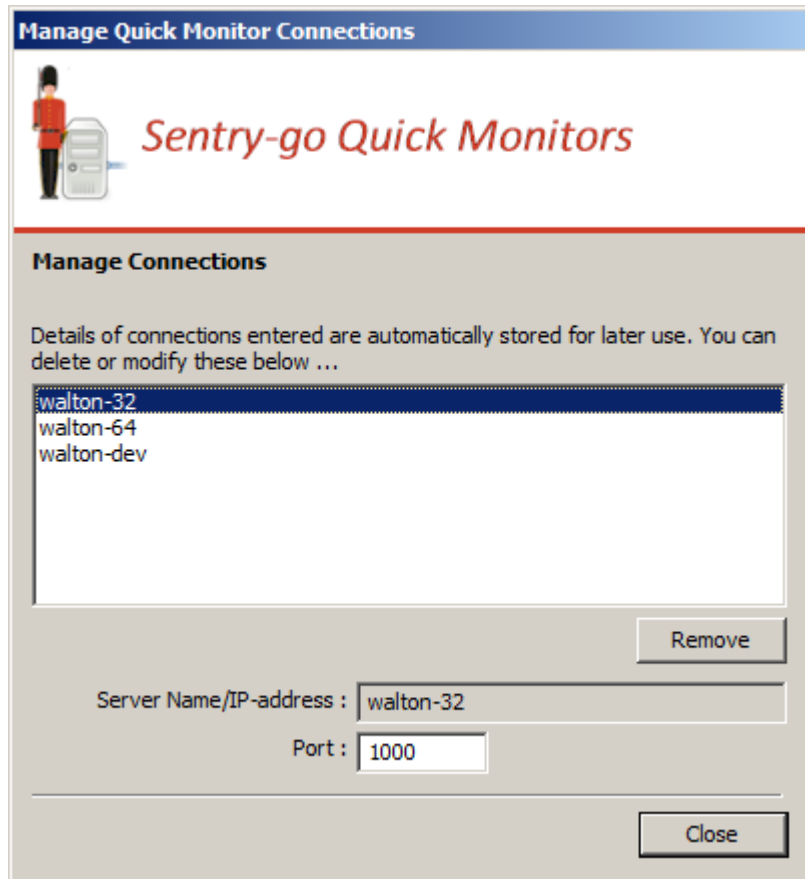 Manage Quick Monitor Connections
Sentry-go Quick Monitors
Manage Connections
Details of connections entered are automatically stored for later use. You can
delete or modify these below ...
walton-32
walton-64
walton-dev
Remove
Server Name/IP-address : walton-32
Port : 1000
Close